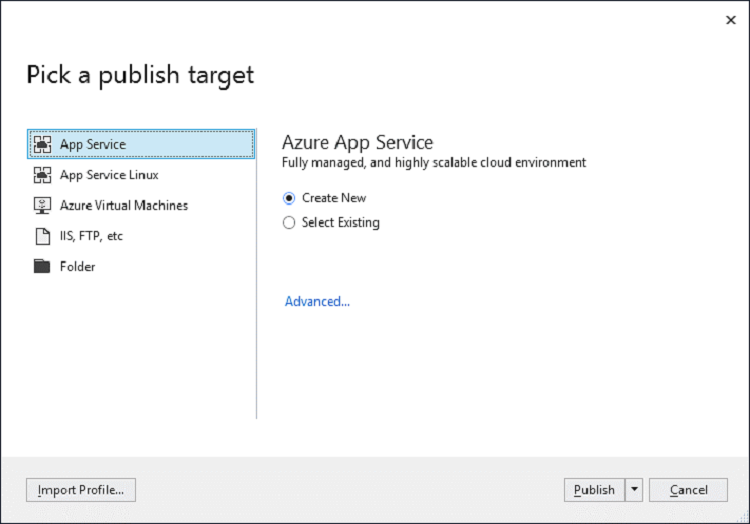 Pick a publish target
App Service
App Service Linux
Azure Virtual Machines
IIS, FTP, etc
Folder
Azure App Service
Fully managed, and highly scalable cloud environment
Create New
Select Existing
Advanced...
Import Profile...
Publish
Cancel